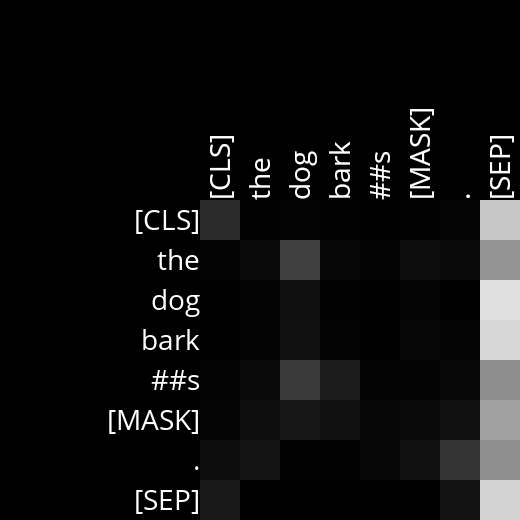 [CLS] the dog bark ##s [MASK] . [SEP]
[CLS]
the
dog
bark
##s
[MASK]
.
[SEP]